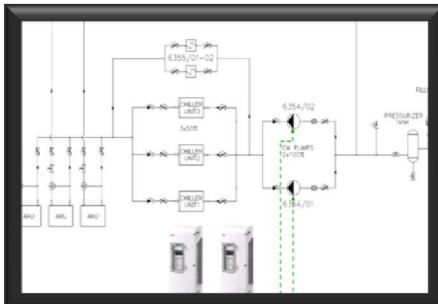 6355/01-02
CHILLER
UNIT3
3x50%
CHILLER
UNIT2
CHILLER
UNIT1
6354/02
CW PUMPS
2x100%
6354/01
PRESSURIZER
TANK
FILL
AHU
AHU
AHU